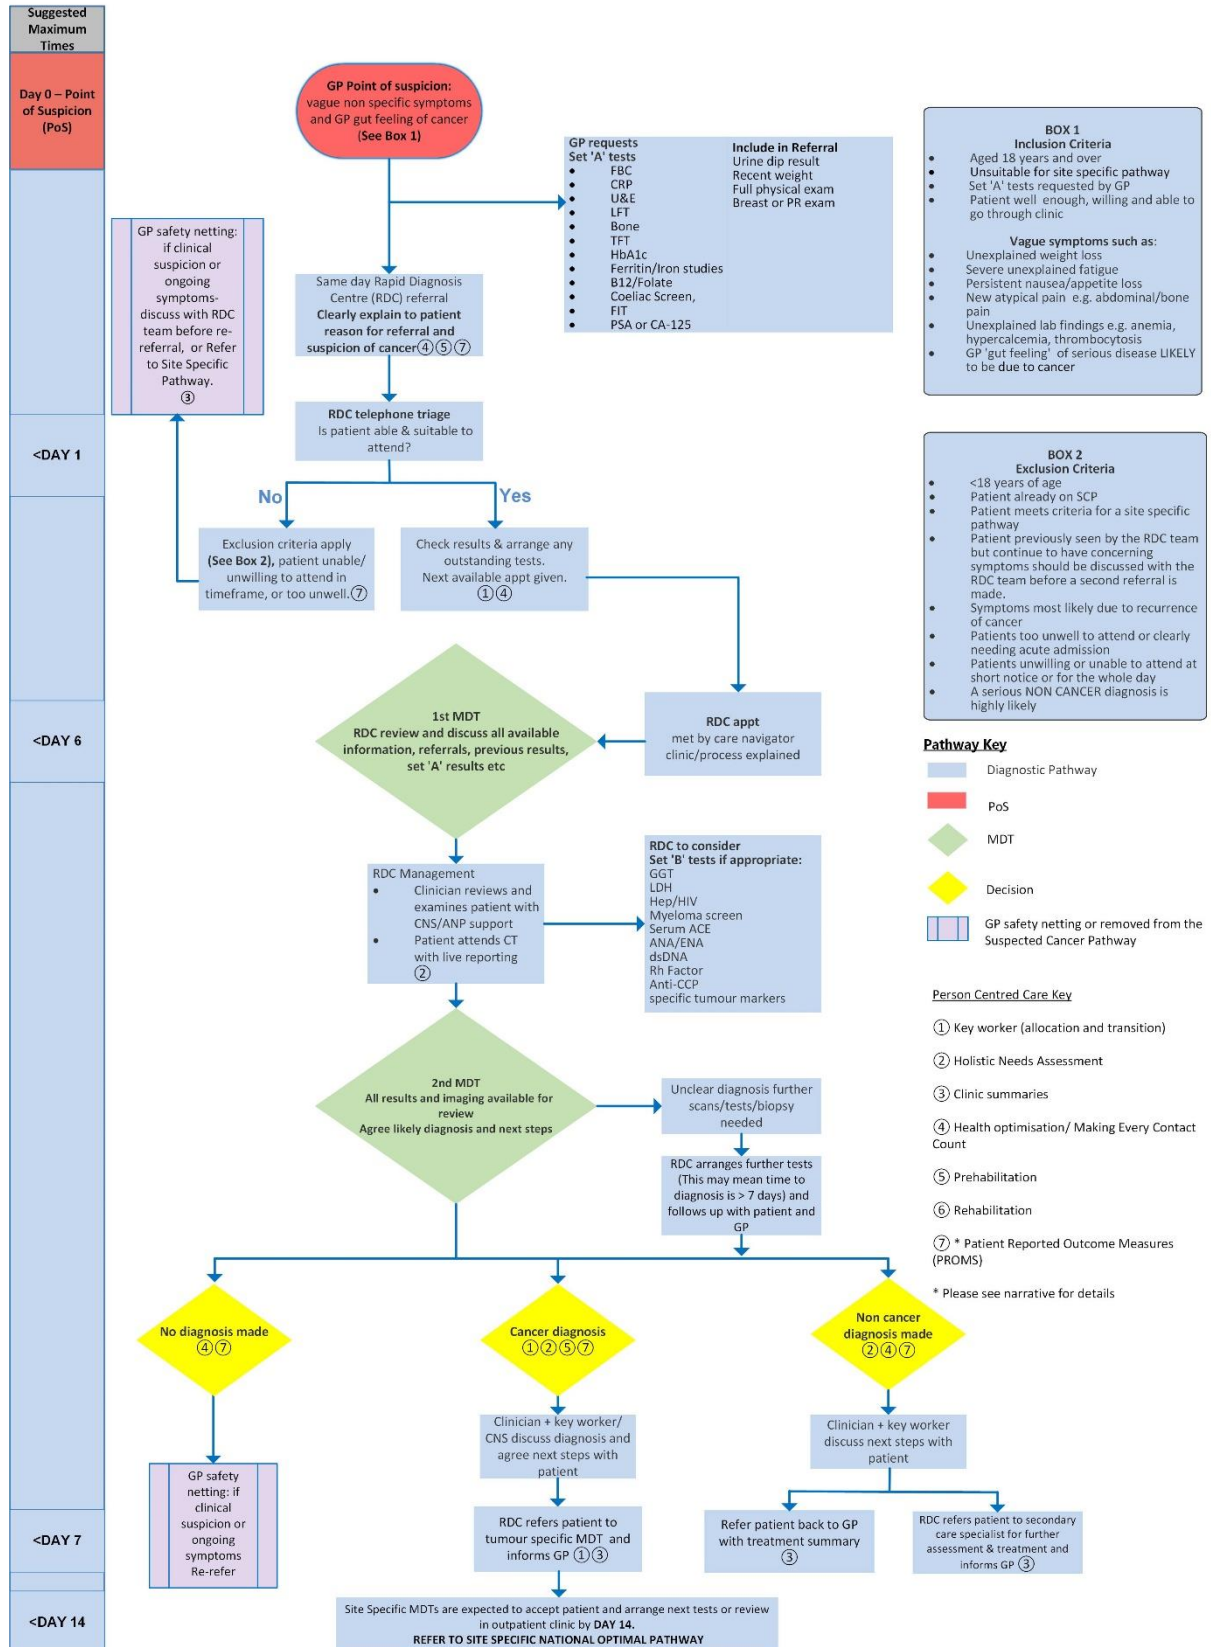 Suggested
Maximum
Times
Day 0 – Point
of Suspicion
(PoS)
<DAY 1
<DAY 6
<DAY 7
<DAY 14
GP Point of suspicion:
vague non specific symptoms
and GP gut feeling of cancer
(See Box 1)
GP requests
Set 'A' tests
• FBC
• CRP
• U&E
• LFT
• Bone
• TFT
• HbA1c
• Ferritin/Iron studies
• B12/Folate
• Coeliac Screen,
• FIT
• PSA or CA-125
Include in Referral
Urine dip result
Recent weight
Full physical exam
Breast or PR exam
BOX 1
Inclusion Criteria
• Aged 18 years and over
• Unsuitable for site specific pathway
• Set 'A' tests requested by GP
• Patient well enough, willing and able to
go through clinic
Vague symptoms such as:
• Unexplained weight loss
• Severe unexplained fatigue
• Persistent nausea/appetite loss
• New atypical pain e.g. abdominal/bone
pain
• Unexplained lab findings e.g. anemia,
hypercalcemia, thrombocytosis
• GP 'gut feeling' of serious disease LIKELY
to be due to cancer
GP safety netting:
if clinical
suspicion or
ongoing
symptoms-
discuss with RDC
team before re-
referral, or Refer
to Site Specific
Pathway.
③
Same day Rapid Diagnosis
Centre (RDC) referral
Clearly explain to patient
reason for referral and
suspicion of cancer④⑤⑦
RDC telephone triage
Is patient able & suitable to
attend?
No
Yes
Exclusion criteria apply
(See Box 2), patient unable/
unwilling to attend in
timeframe, or too unwell.⑦
Check results & arrange any
outstanding tests.
Next available appt given.
①④
BOX 2
Exclusion Criteria
• <18 years of age
• Patient already on SCP
• Patient meets criteria for a site specific
pathway
• Patient previously seen by the RDC team
but continue to have concerning
symptoms should be discussed with the
RDC team before a second referral is
made.
• Symptoms most likely due to recurrence
of cancer
• Patients too unwell to attend or clearly
needing acute admission
• Patients unwilling or unable to attend at
short notice or for the whole day
• A serious NON CANCER diagnosis is
highly likely
1st MDT
RDC review and discuss all available
information, referrals, previous results,
set 'A' results etc
RDC appt
met by care navigator
clinic/process explained
Pathway Key
Diagnostic Pathway
PoS
MDT
Decision
GP safety netting or removed from the
Suspected Cancer Pathway
RDC Management
• Clinician reviews and
examines patient with
CNS/ANP support
• Patient attends CT
with live reporting
②
RDC to consider
Set 'B' tests if appropriate:
GGT
LDH
Hep/HIV
Myeloma screen
Serum ACE
ANA/ENA
dsDNA
Rh Factor
Anti-CCP
specific tumour markers
Person Centred Care Key
① Key worker (allocation and transition)
② Holistic Needs Assessment
③ Clinic summaries
④ Health optimisation/ Making Every Contact
Count
⑤ Prehabilitation
⑥ Rehabilitation
⑦ * Patient Reported Outcome Measures
(PROMS)
* Please see narrative for details
2nd MDT
All results and imaging available for
review
Agree likely diagnosis and next steps
Unclear diagnosis further
scans/tests/biopsy
needed
RDC arranges further tests
(This may mean time to
diagnosis is > 7 days) and
follows up with patient and
GP
No diagnosis made
④⑦
Cancer diagnosis
①②⑤⑦
Non cancer
diagnosis made
②④⑦
GP safety
netting: if
clinical
suspicion or
ongoing
symptoms
Re-refer
Clinician + key worker/
CNS discuss diagnosis and
agree next steps with
patient
Clinician + key worker
discuss next steps with
patient
RDC refers patient to
tumour specific MDT and
informs GP ①③
Refer patient back to GP
with treatment summary
③
RDC refers patient to secondary
care specialist for further
assessment & treatment and
informs GP ③
Site Specific MDTs are expected to accept patient and arrange next tests or review
in outpatient clinic by DAY 14.
REFER TO SITE SPECIFIC NATIONAL OPTIMAL PATHWAY